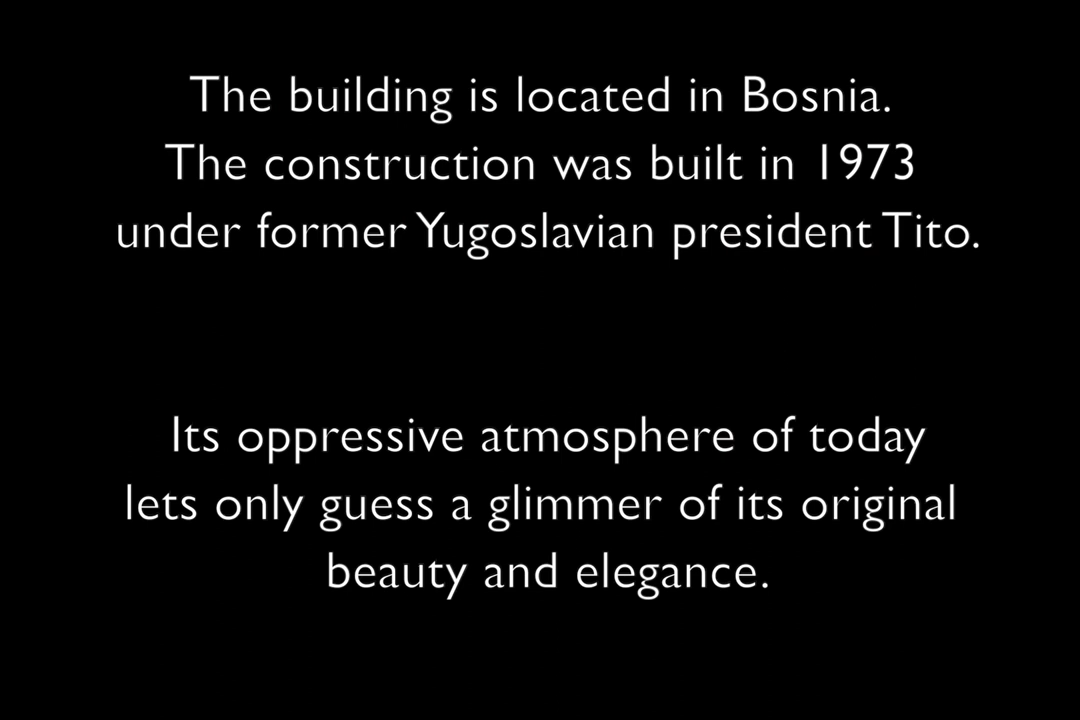 The building is located in Bosnia.
The construction was built in 1973
under former Yugoslavian president Tito.
Its oppressive atmosphere of today
lets only guess a glimmer of its original
beauty and elegance.